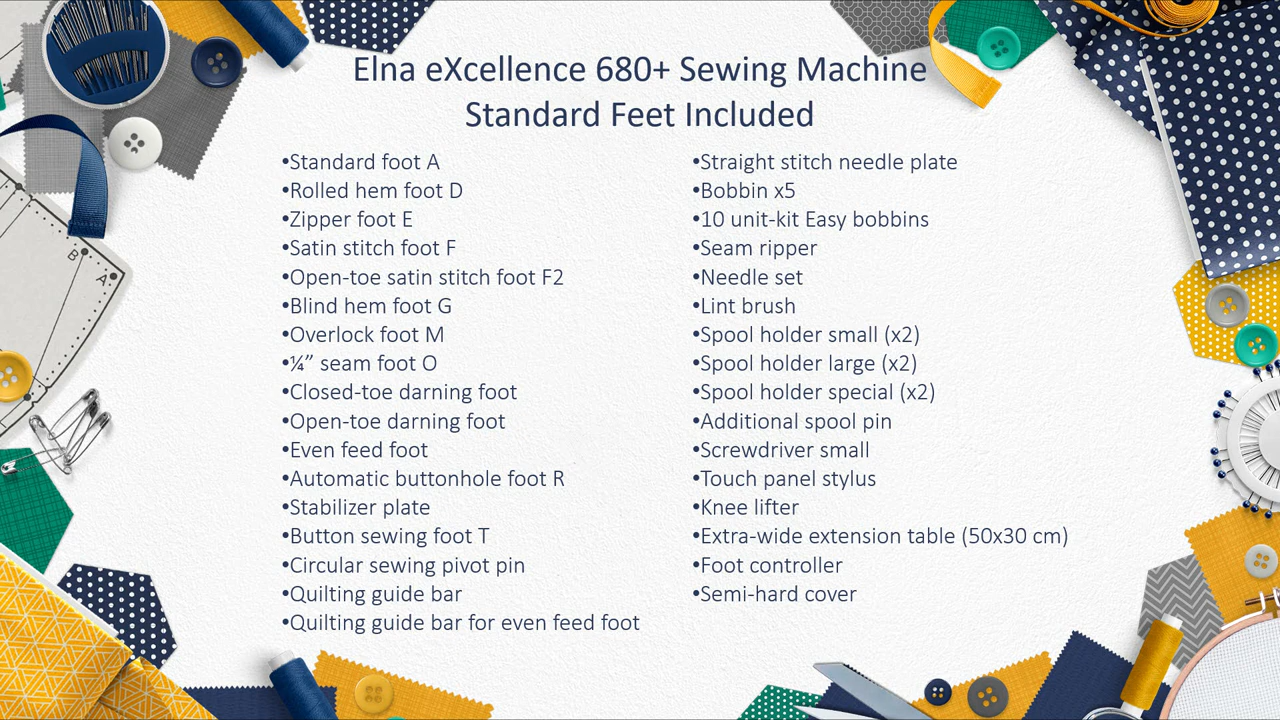 Elna eXcellence 680+ Sewing Machine
Standard Feet Included
•Standard foot A
•Rolled hem foot D
•Zipper foot E
•Satin stitch foot F
•Open-toe satin stitch foot F2
•Blind hem foot G
•Overlock foot M
•¼” seam foot O
•Closed-toe darning foot
•Open-toe darning foot
•Even feed foot
•Automatic buttonhole foot R
•Stabilizer plate
•Button sewing foot T
•Circular sewing pivot pin
•Quilting guide bar
•Quilting guide bar for even feed foot
•Straight stitch needle plate
•Bobbin x5
•10 unit-kit Easy bobbins
•Seam ripper
•Needle set
•Lint brush
•Spool holder small (x2)
•Spool holder large (x2)
•Spool holder special (x2)
•Additional spool pin
•Screwdriver small
•Touch panel stylus
•Knee lifter
•Extra-wide extension table (50x30 cm)
•Foot controller
•Semi-hard cover
B
A